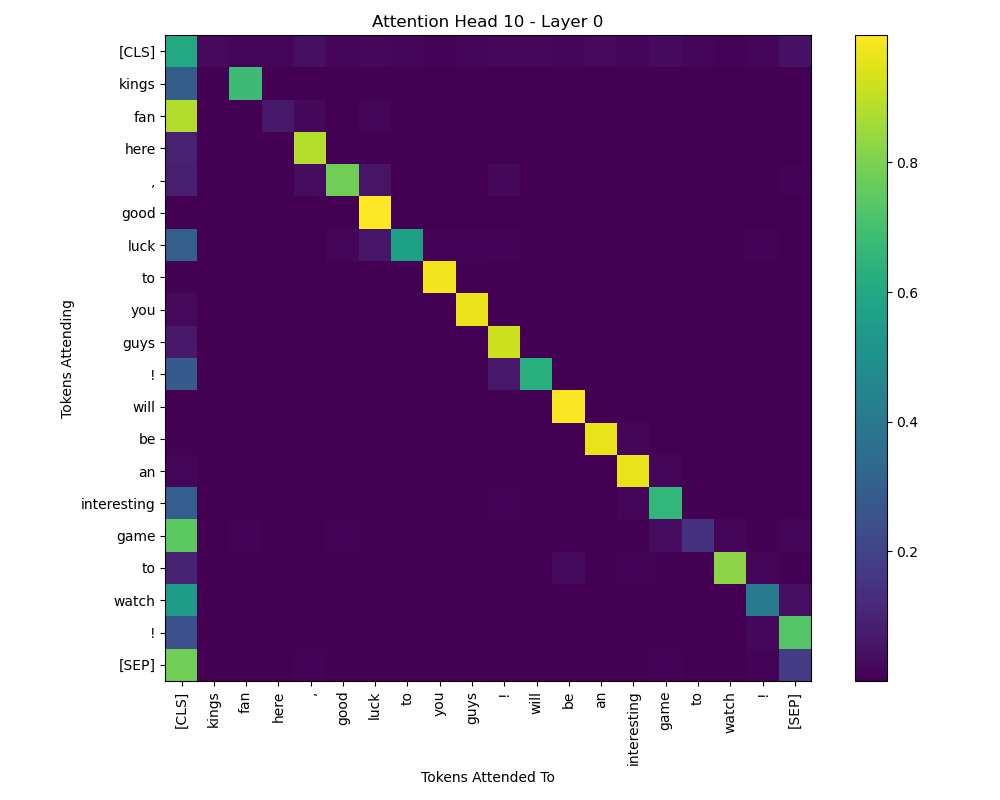 Attention Head 10 - Layer 0
[CLS]
kings
fan
here
,
good
luck
to
you
guys
!
will
be
an
interesting
game
to
watch
!
[SEP]
Tokens Attending
[CLS]
kings
fan
here
,
good
luck
to
you
guys
!
will
be
an
interesting
game
to
watch
!
[SEP]
Tokens Attended To
0.8
0.6
0.4
0.2